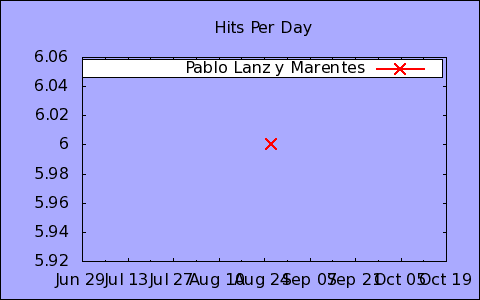 Hits Per Day
6.06
Pablo Lanz y Marentes
6.04
6.02
6
5.98
5.96
5.94
5.92
Jun 29 Jul 13 Jul 27 Aug 10 Aug 24 Sep 07 Sep 21 Oct 05 Oct 19